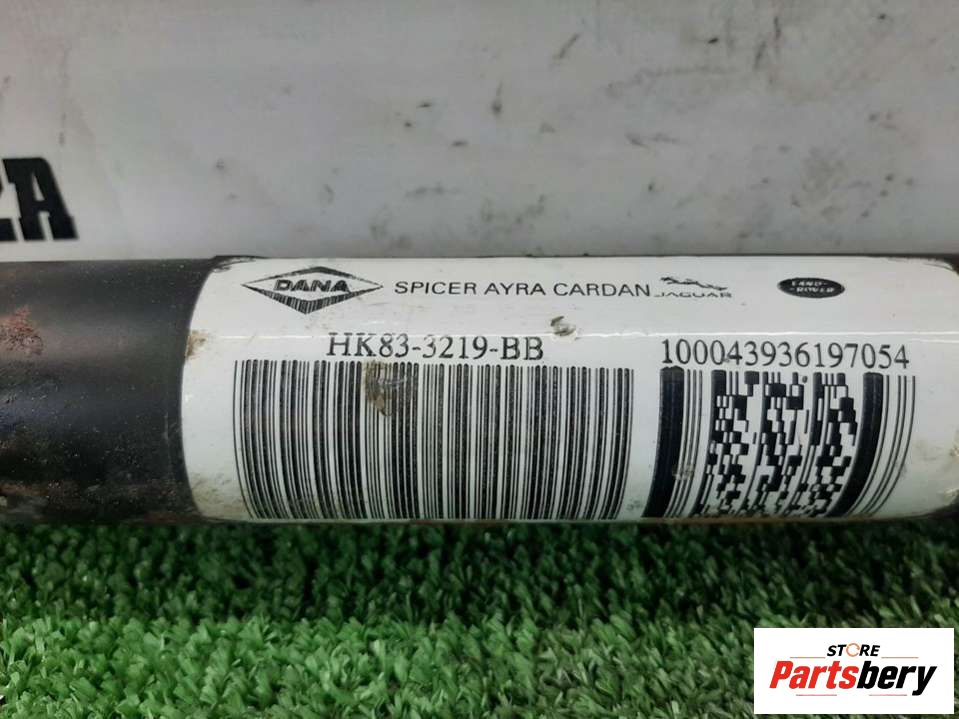 DANA SPICER AYRA CARDAN JAGUAR LAND-ROVER
HK83-3219-BB 100043936197054
STORE
Partsbery